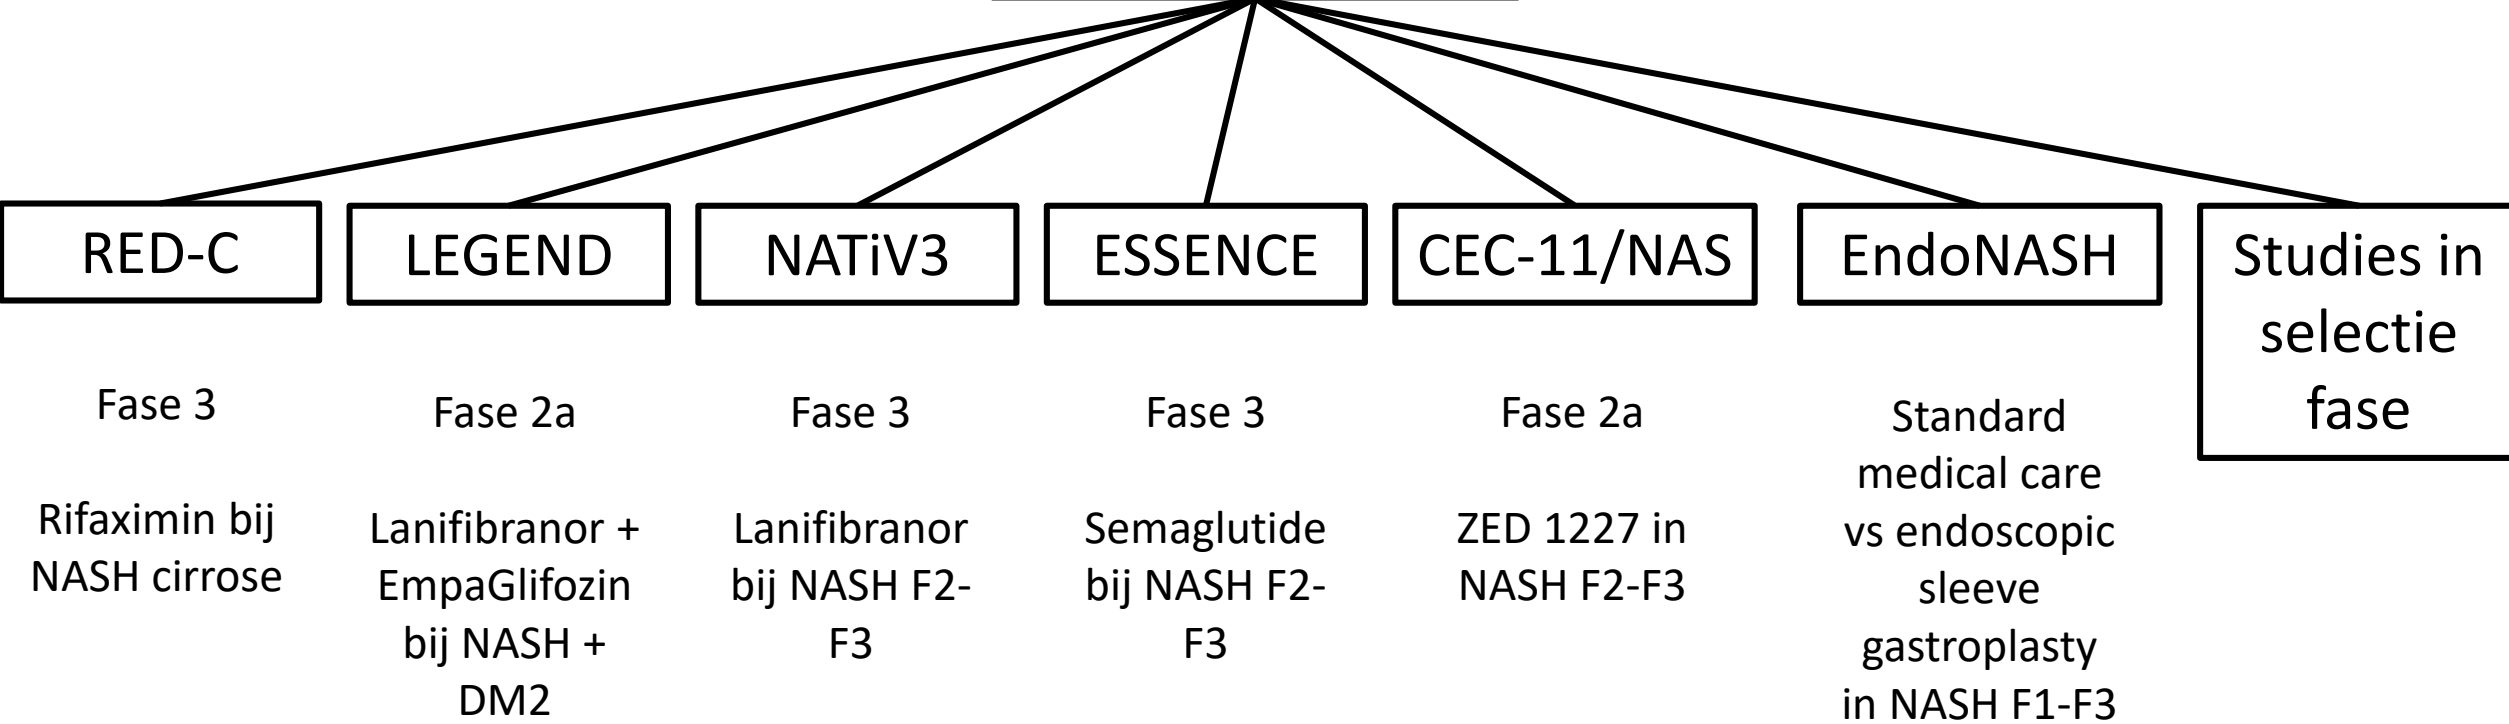 RED-C
LEGEND
NATiV3
ESSENCE
CEC-11/NAS
EndoNASH
Studies in
selectie
fase
Fase 3
Rifaximin bij
NASH cirrose
Fase 2a
Lanifibranor +
EmpaGlifozin
bij NASH +
DM2
Fase 3
Lanifibranor
bij NASH F2-
F3
Fase 3
Semaglutide
bij NASH F2-
F3
Fase 2a
ZED 1227 in
NASH F2-F3
Standard
medical care
vs endoscopic
sleeve
gastroplasty
in NASH F1-F3